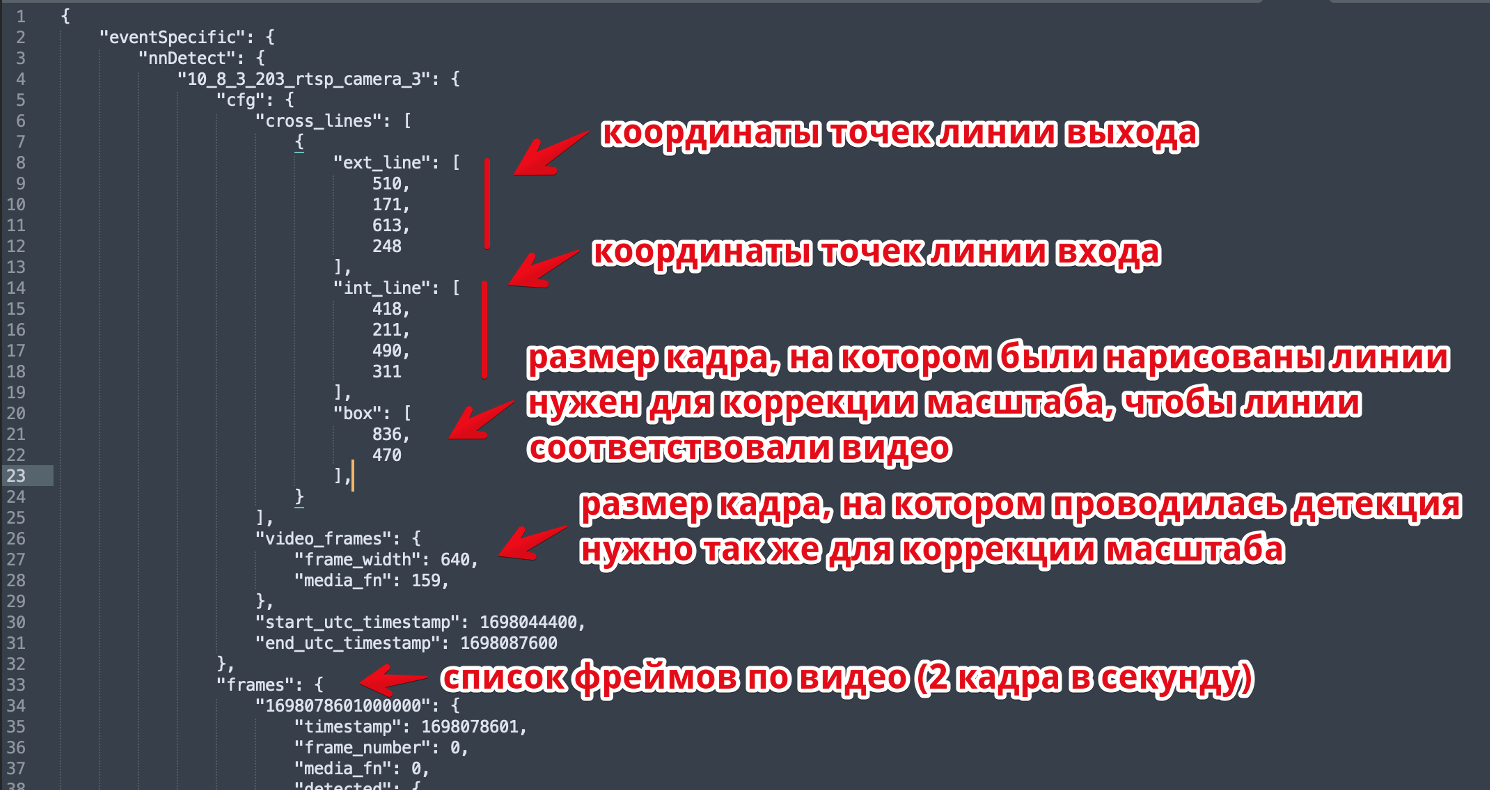 1 {
2 "eventSpecific": {
3 "nnDetect": {
4 "10_8_3_203_rtsp_camera_3": {
5 "cfg": {
6 "cross_lines": [
7 {
координаты точек линии выхода
8 "ext_line": [
9 510,
10 171,
11 613,
12 248
13 ],
координаты точек линии входа
14 "int_line": [
15 418,
16 211,
17 490,
18 311
19 ],
размер кадра, на котором были нарисованы линии
нужен для коррекции масштаба, чтобы линии
соответствовали видео
20 "box": [
21 836,
22 470
23 ],
24 }
25 ],
размер кадра, на котором проводилась детекция
нужно так же для коррекции масштаба
26 "video_frames": {
27 "frame_width": 640,
28 "media_fn": 159,
29 },
30 "start_utc_timestamp": 1698044400,
31 "end_utc_timestamp": 1698087600
32 },
список фреймов по видео (2 кадра в секунду)
33 "frames": {
34 "1698078601000000": {
35 "timestamp": 1698078601,
36 "frame_number": 0,
37 "media_fn": 0,
38 "detected": {